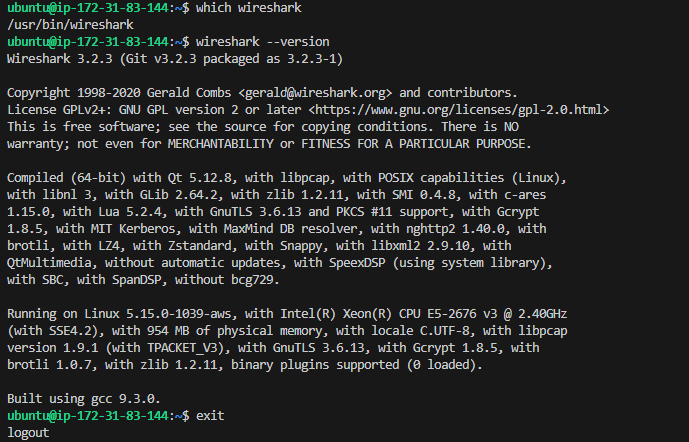 ubuntu@ip-172-31-83-144:~$ which wireshark
/usr/bin/wireshark
ubuntu@ip-172-31-83-144:~$ wireshark --version
Wireshark 3.2.3 (Git v3.2.3 packaged as 3.2.3-1)
Copyright 1998-2020 Gerald Combs <gerald@wireshark.org> and contributors.
License GPLv2+: GNU GPL version 2 or later <https://www.gnu.org/licenses/gpl-2.0.html>
This is free software; see the source for copying conditions. There is NO
warranty; not even for MERCHANTABILITY or FITNESS FOR A PARTICULAR PURPOSE.
Compiled (64-bit) with Qt 5.12.8, with libpcap, with POSIX capabilities (Linux),
with libnl 3, with GLib 2.64.2, with zlib 1.2.11, with SMI 0.4.8, with c-ares
1.15.0, with Lua 5.2.4, with GnuTLS 3.6.13 and PKCS #11 support, with Gcrypt
1.8.5, with MIT Kerberos, with MaxMind DB resolver, with nghttp2 1.40.0, with
brotli, with LZ4, with Zstandard, with Snappy, with libxml2 2.9.10, with
QtMultimedia, without automatic updates, with SpeexDSP (using system library),
with SBC, with SpanDSP, without bcg729.
Running on Linux 5.15.0-1039-aws, with Intel(R) Xeon(R) CPU E5-2676 v3 @ 2.40GHz
(with SSE4.2), with 954 MB of physical memory, with locale C.UTF-8, with libpcap
version 1.9.1 (with TPACKET_V3), with GnuTLS 3.6.13, with Gcrypt 1.8.5, with
brotli 1.0.7, with zlib 1.2.11, binary plugins supported (0 loaded).
Built using gcc 9.3.0.
ubuntu@ip-172-31-83-144:~$ exit
logout